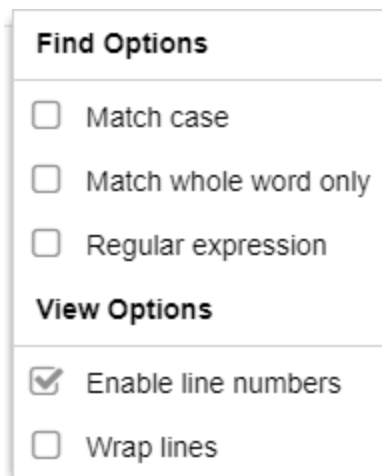 Find Options
Match case
Match whole word only
Regular expression
View Options
Enable line numbers
Wrap lines